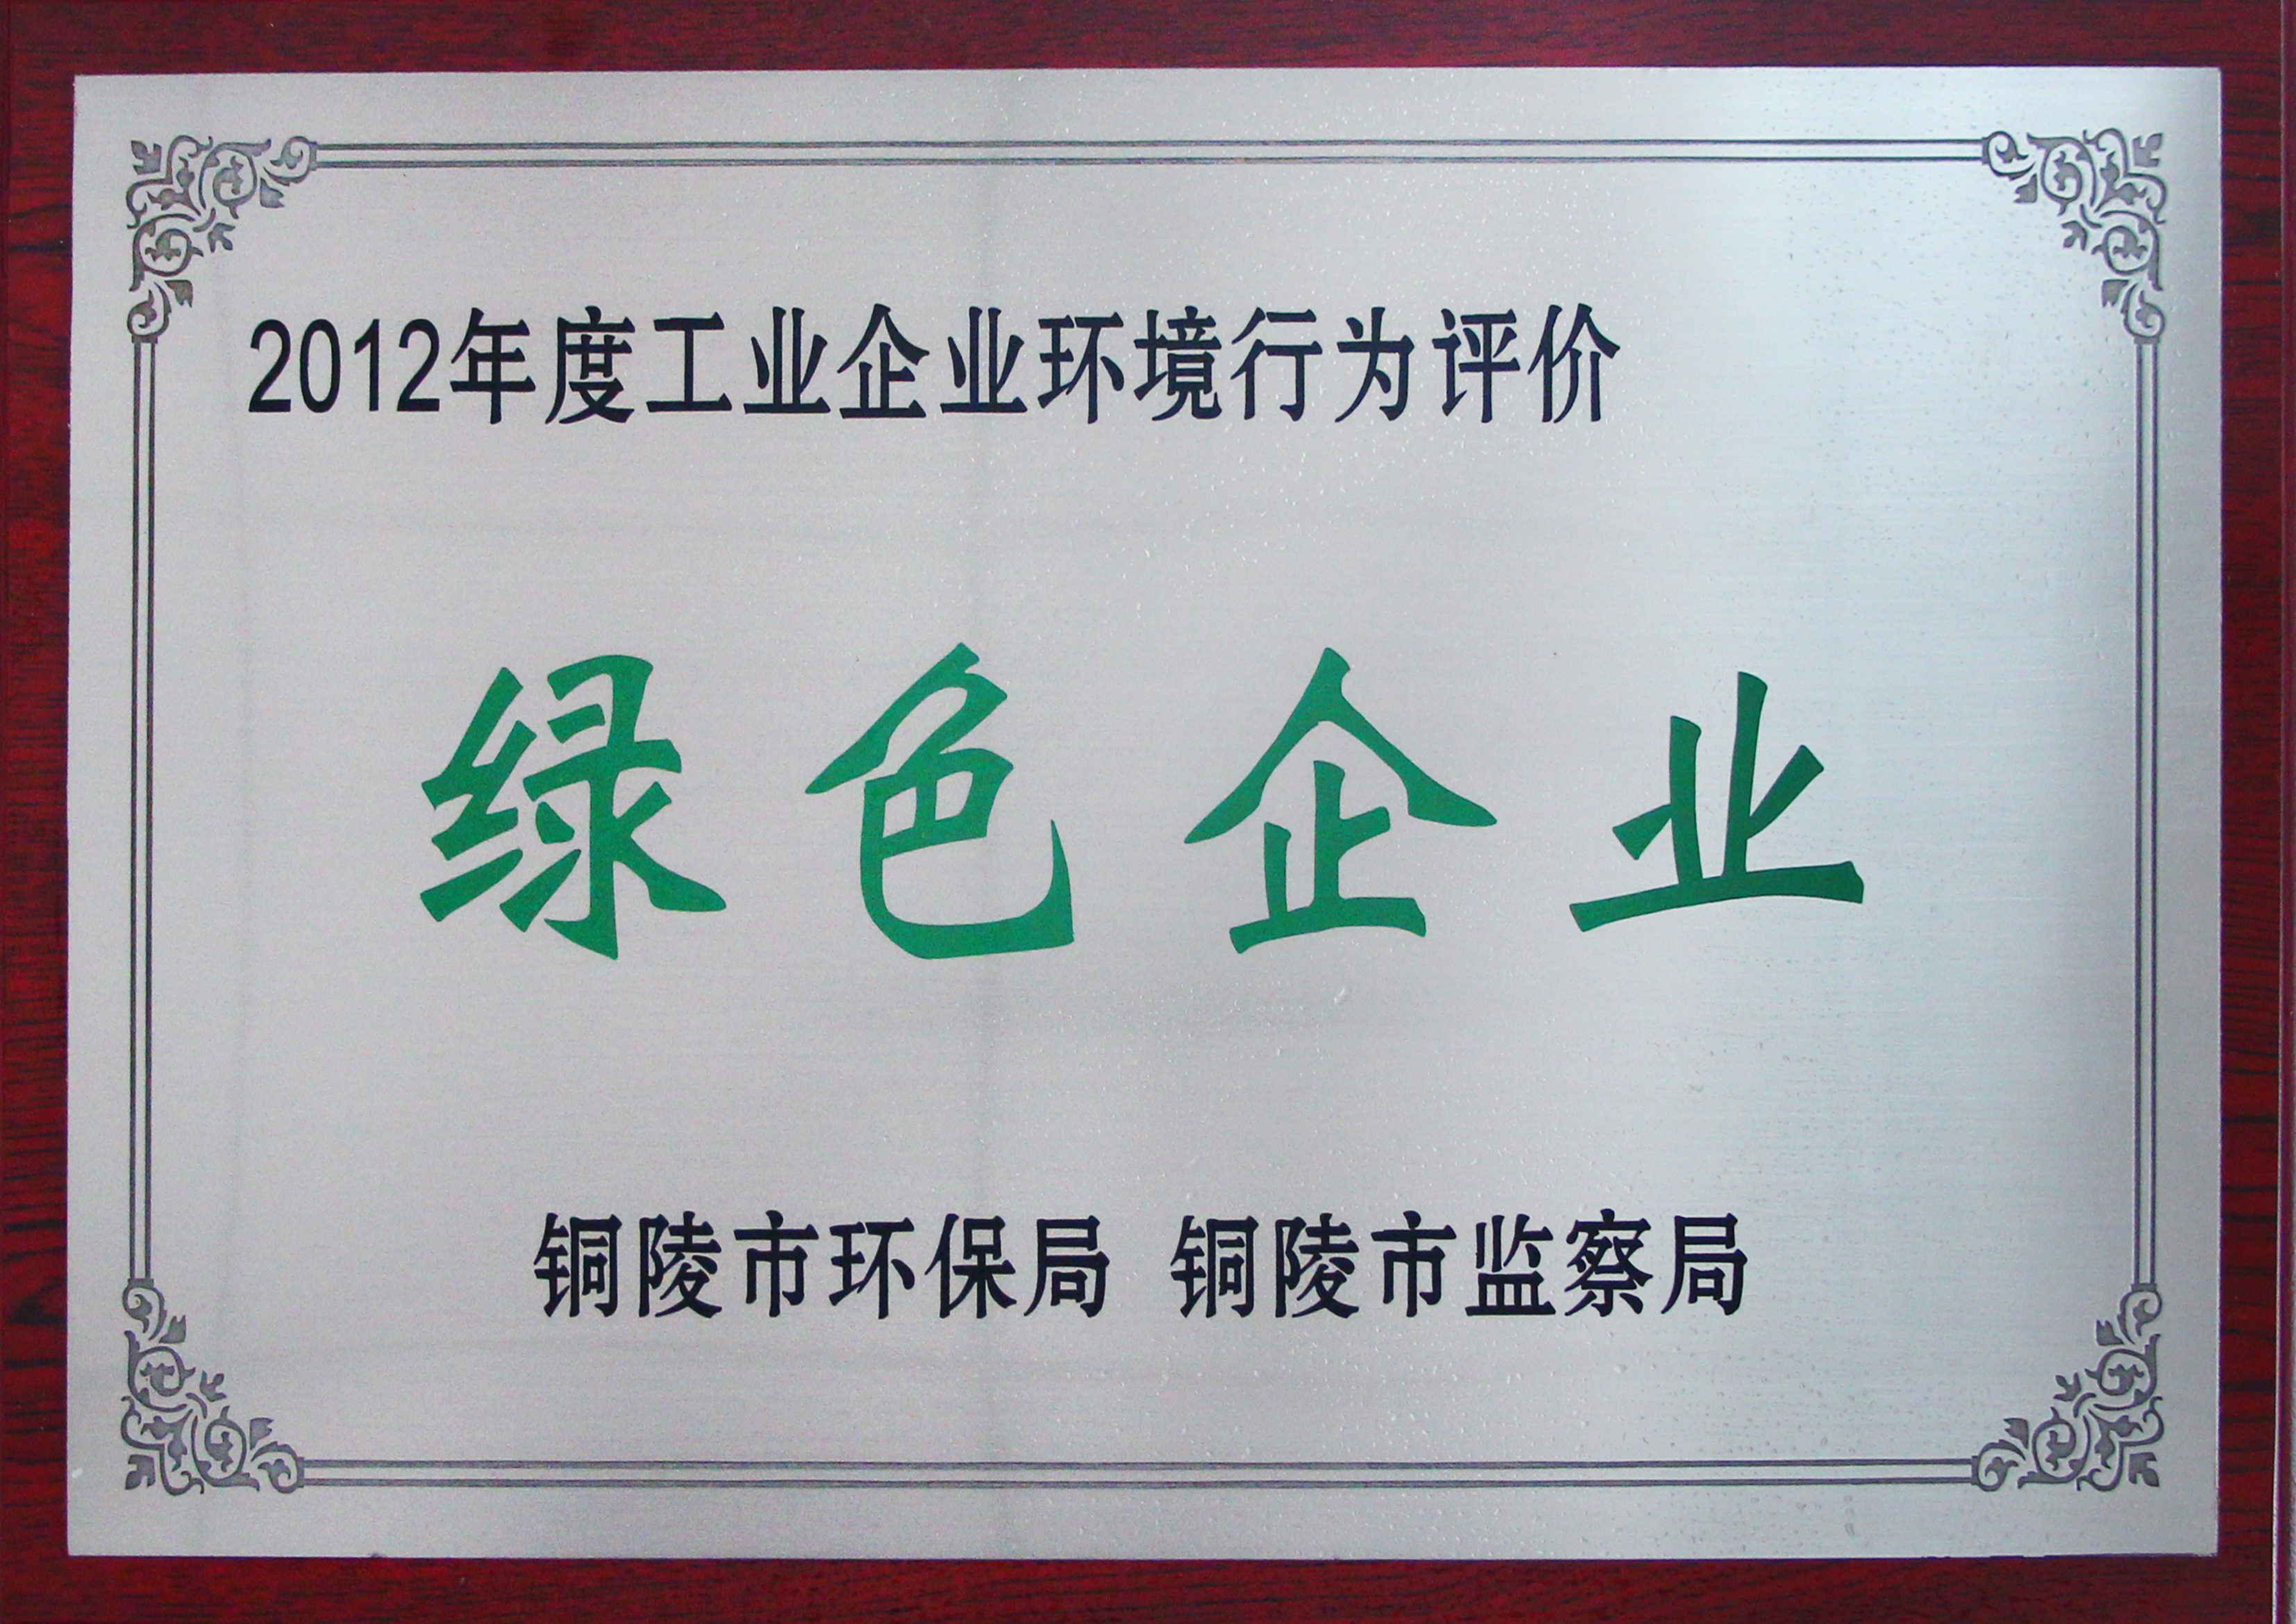 2012年度工业企业环境行为评价
绿色企业
铜陵市环保局 铜陵市监察局